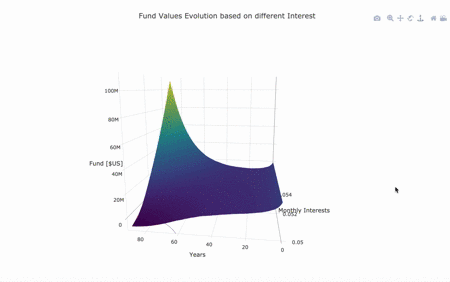 Fund Values Evolution based on different Interest
100M
80M
60M
Fund [$US]
40M
20M
0
.054
Monthly Interests
0.052
0.05
80
60
40
20
0
Years